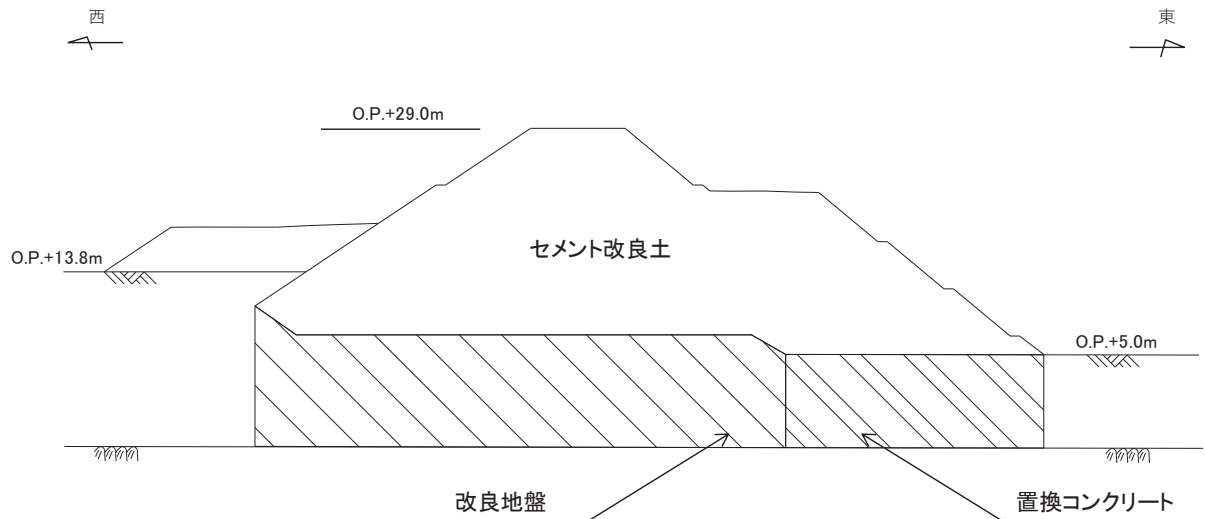 西
東
O.P.+29.0m
セメント改良土
O.P.+13.8m
O.P.+5.0m
改良地盤
置換コンクリート